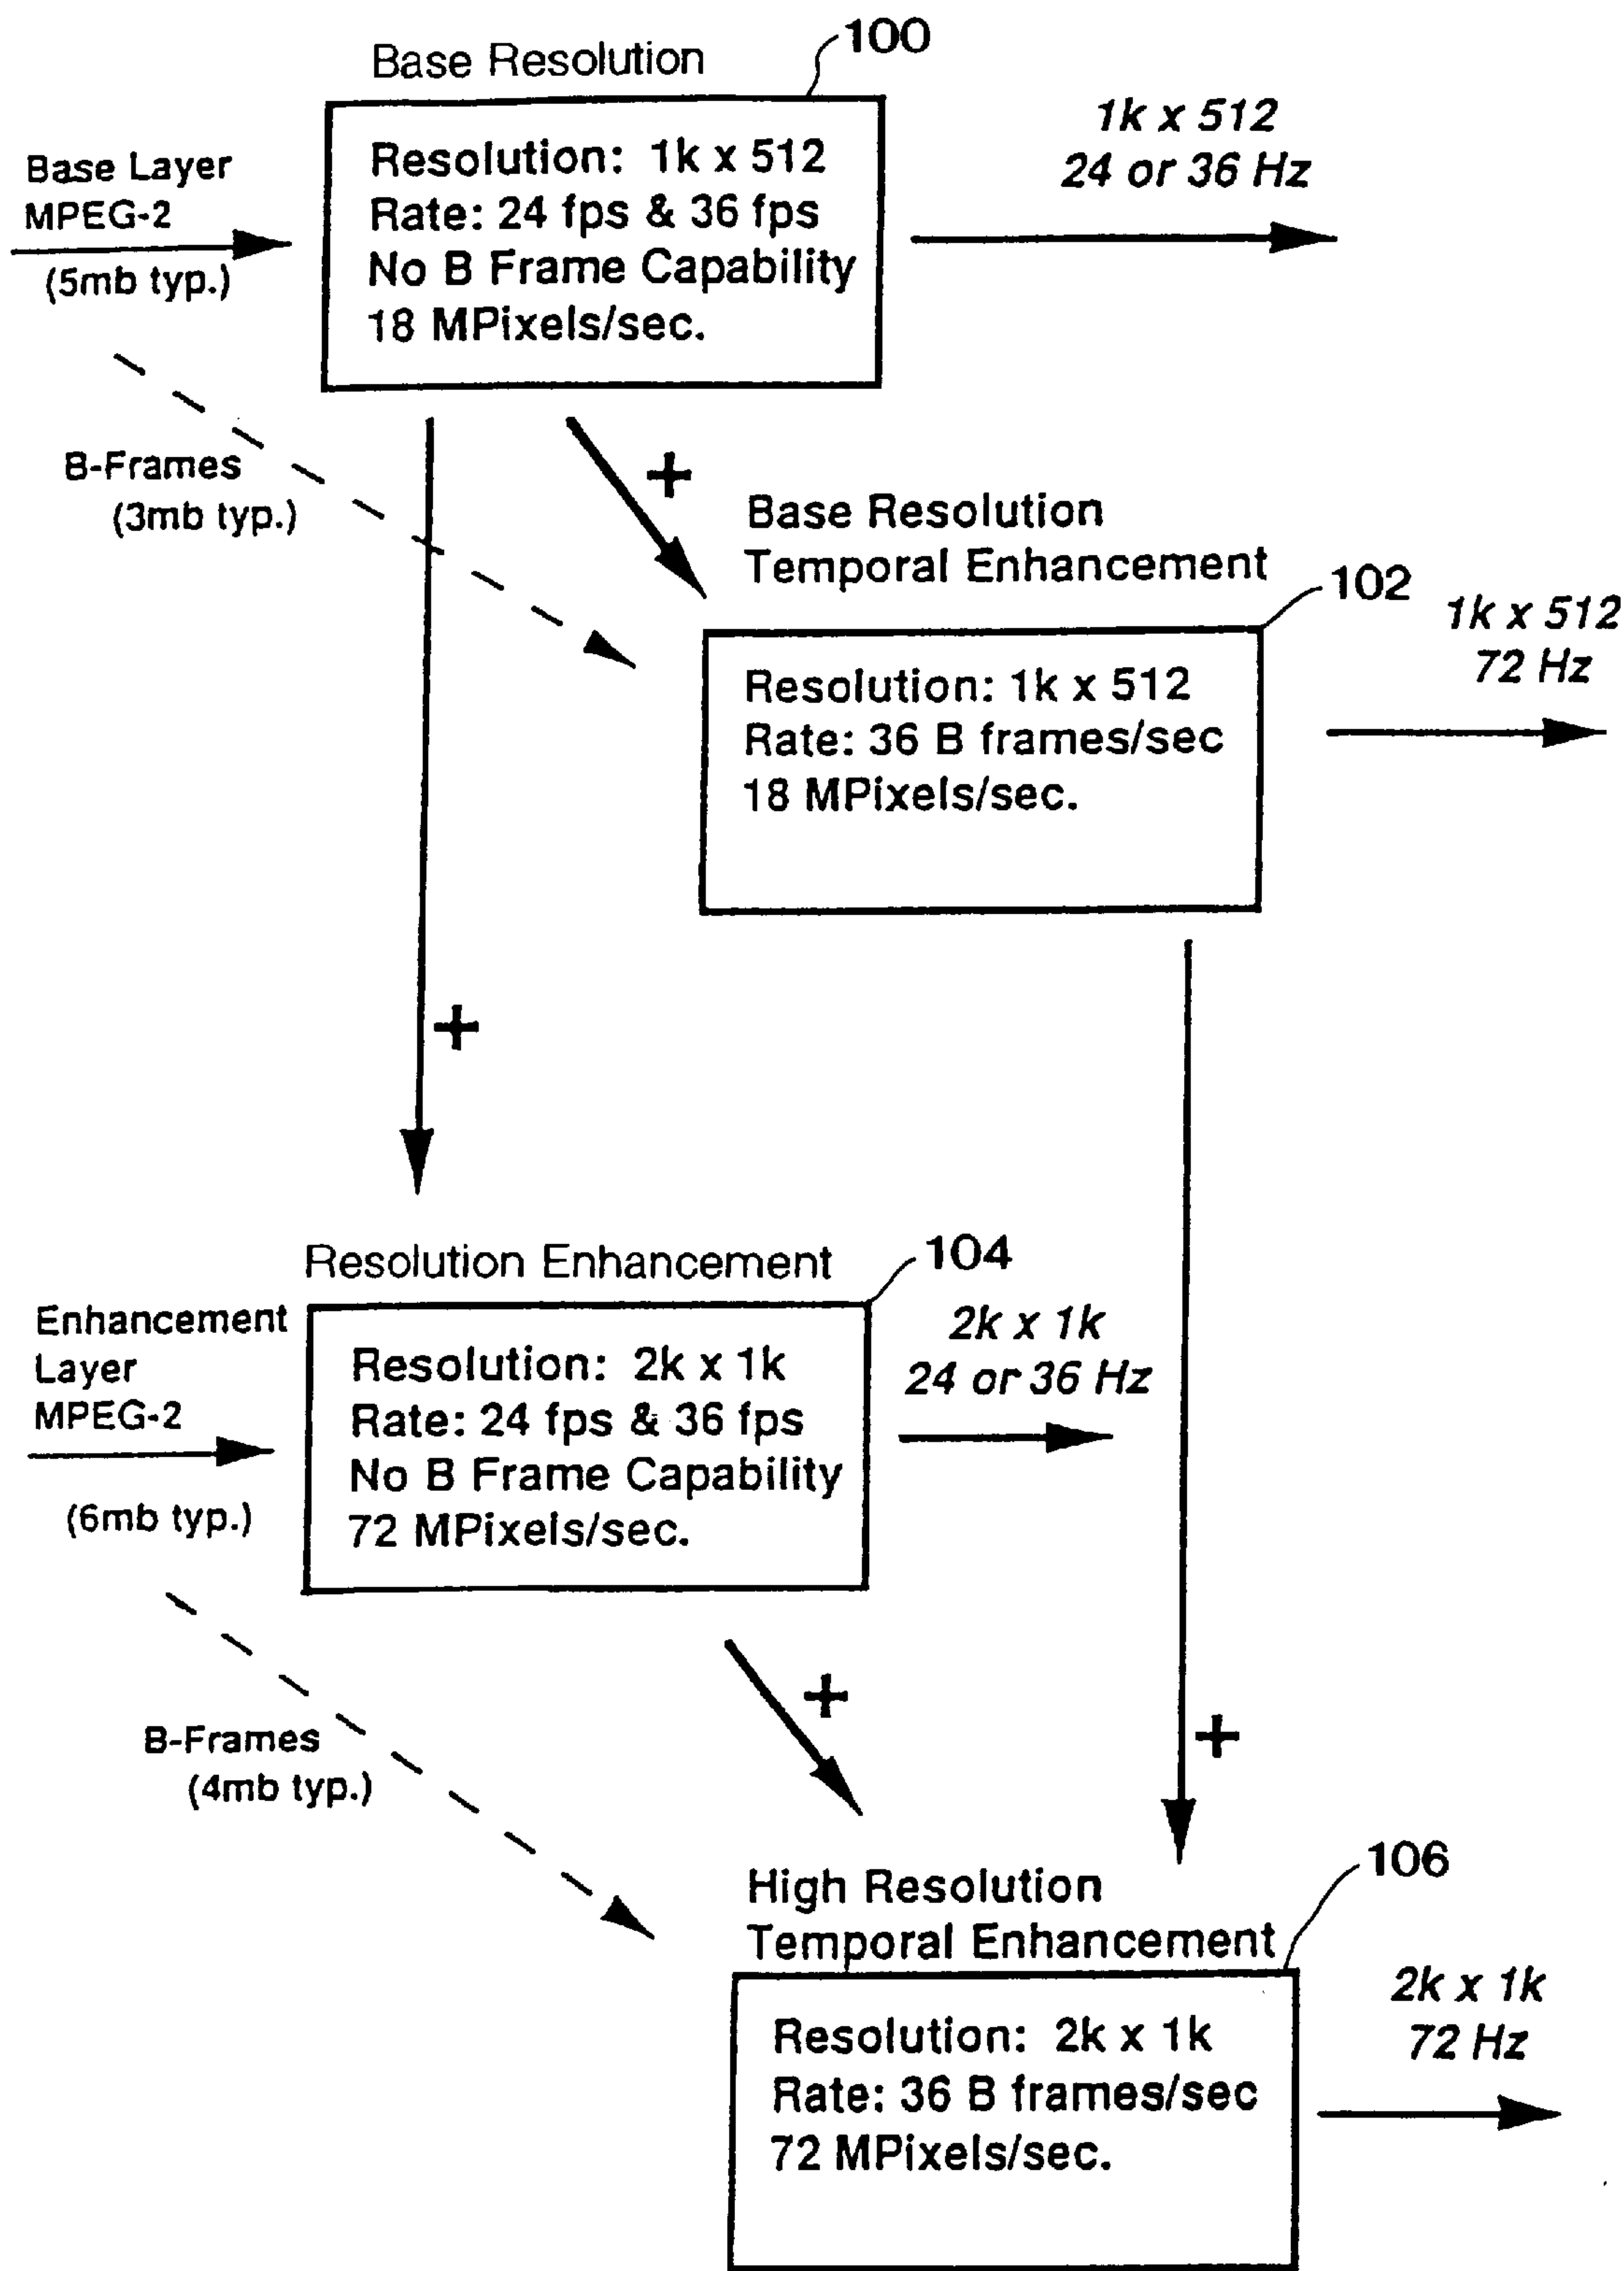 Base Resolution
100
Base Layer
MPEG-2
(5mb typ.)
Resolution: 1k x 512
Rate: 24 fps & 36 fps
No B Frame Capability
18 MPixels/sec.
1k x 512
24 or 36 Hz
B-Frames
(3mb typ.)
+
Base Resolution
Temporal Enhancement
102
Resolution: 1k x 512
Rate: 36 B frames/sec
18 MPixels/sec.
1k x 512
72 Hz
+
Resolution Enhancement
104
Enhancement
Layer
MPEG-2
(6mb typ.)
Resolution: 2k x 1k
Rate: 24 fps & 36 fps
No B Frame Capability
72 MPixels/sec.
2k x 1k
24 or 36 Hz
B-Frames
(4mb typ.)
+
+
High Resolution
Temporal Enhancement
106
Resolution: 2k x 1k
Rate: 36 B frames/sec
72 MPixels/sec.
2k x 1k
72 Hz